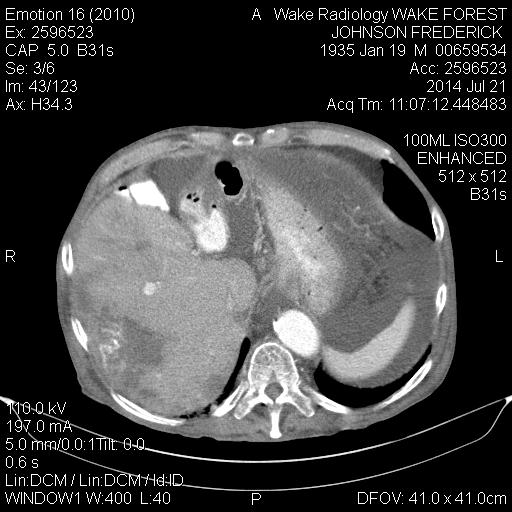 Emotion 16 (2010)
Ex: 2596523
CAP 5.0 B31s
Se: 3/6
Im: 43/123
Ax: H34.3
A
Wake Radiology WAKE FOREST
JOHNSON FREDERICK
1935 Jan 19 M 00659534
Acc: 2596523
2014 Jul 21
Acq Tm: 11:07:12.448483
100ML ISO300
ENHANCED
512 x 512
B31s
R
L
110.0 kV
197.0 mA
5.0 mm/0.0:1Tilt: 0.0
0.6 s
Lin:DCM / Lin:DCM / Id:ID
WINDOW1 W:400 L:40
P
DFOV: 41.0 x 41.0cm